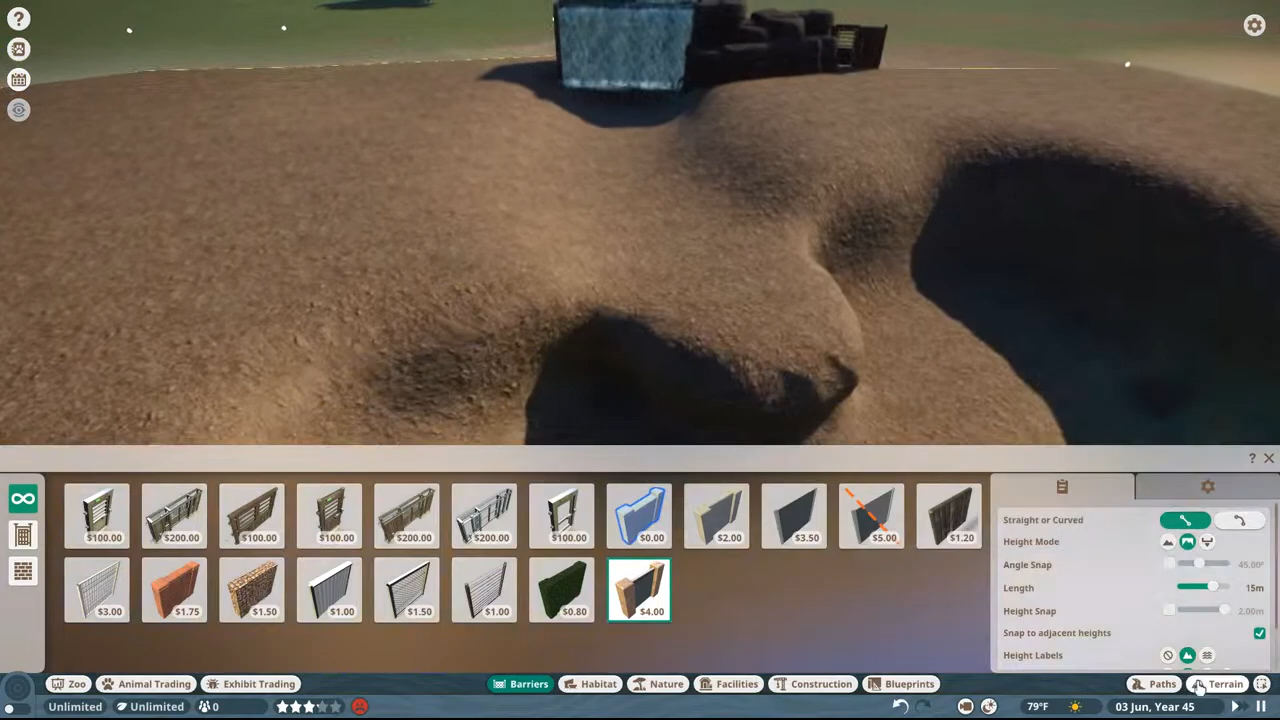 ?
? ×
$100.00 $200.00 $100.00 $100.00 $200.00 $200.00 $100.00 $0.00 $2.00 $3.50 $5.00 $1.20
$3.00 $1.75 $1.50 $1.00 $1.50 $1.00 $0.80 $4.00
Straight or Curved
Height Mode
Angle Snap 45.00°
Length 15m
Height Snap 2.00m
Snap to adjacent heights
Height Labels
Zoo Animal Trading Exhibit Trading Barriers Habitat Nature Facilities Construction Blueprints Paths Terrain
Unlimited Unlimited 0 79°F 03 Jun, Year 45